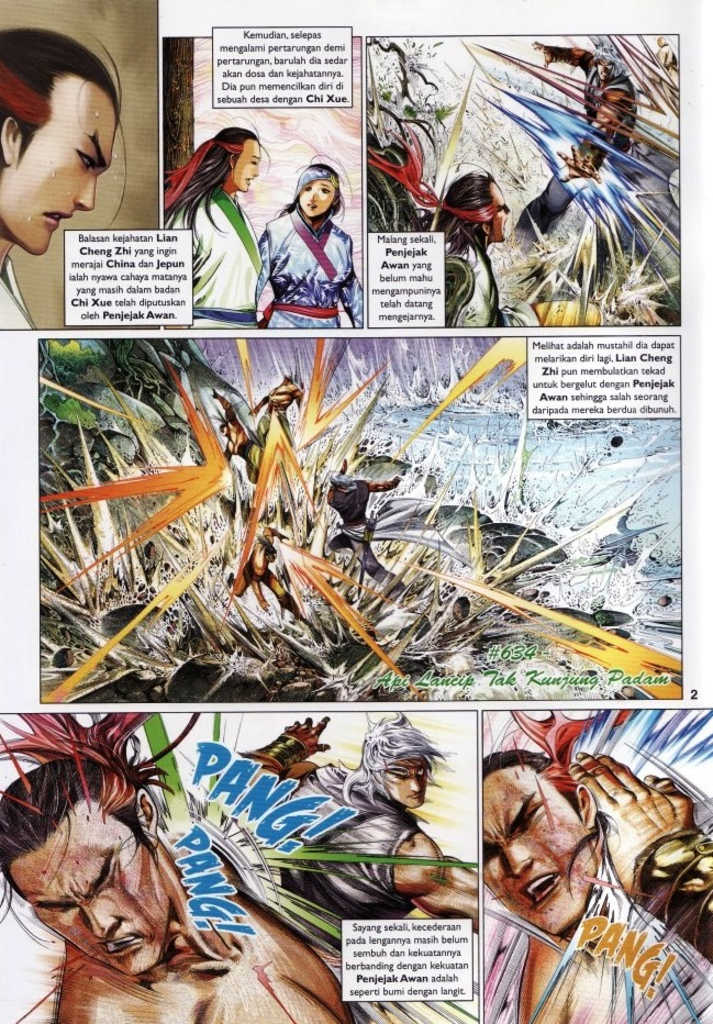 Kemudian, selepas
mengalami pertarungan demi
pertarungan, barulah dia sedar
akan dosa dan kejahatannya.
Dia pun memencilkan diri di
sebuah desa dengan Chi Xue.
Balasan kejahatan Lian
Cheng Zhi yang ingin
merajai China dan Jepun
ialah nyawa cahaya matanya
yang masih dalam badan
Chi Xue telah diputuskan
oleh Penjejak Awan.
Malang sekali,
Penjejak
Awan yang
belum mahu
mengampuninya
telah datang
mengejarnya.
Melihat adalah mustahil dia dapat
melarikan diri lagi, Lian Cheng
Zhi pun membulatkan tekad
untuk bergelut dengan Penjejak
Awan sehingga salah seorang
daripada mereka berdua dibunuh.
#634
Api Lancip Tak Kunjung Padam
2
PANG!
PANG!
Sayang sekali, kecederaan
pada lengannya masih belum
sembuh dan kekuatannya
berbanding dengan kekuatan
Penjejak Awan adalah
seperti bumi dengan langit.
PANG!